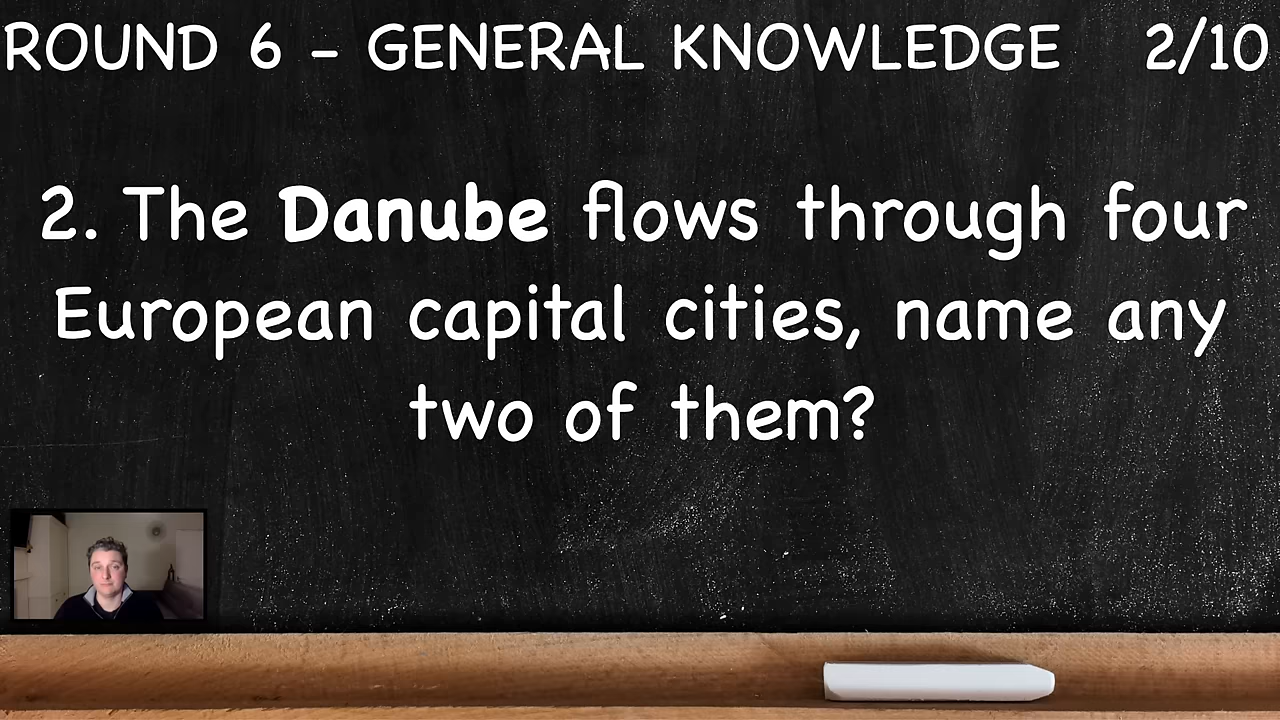 ROUND 6 - GENERAL KNOWLEDGE 2/10
2. The Danube flows through four
European capital cities, name any
two of them?